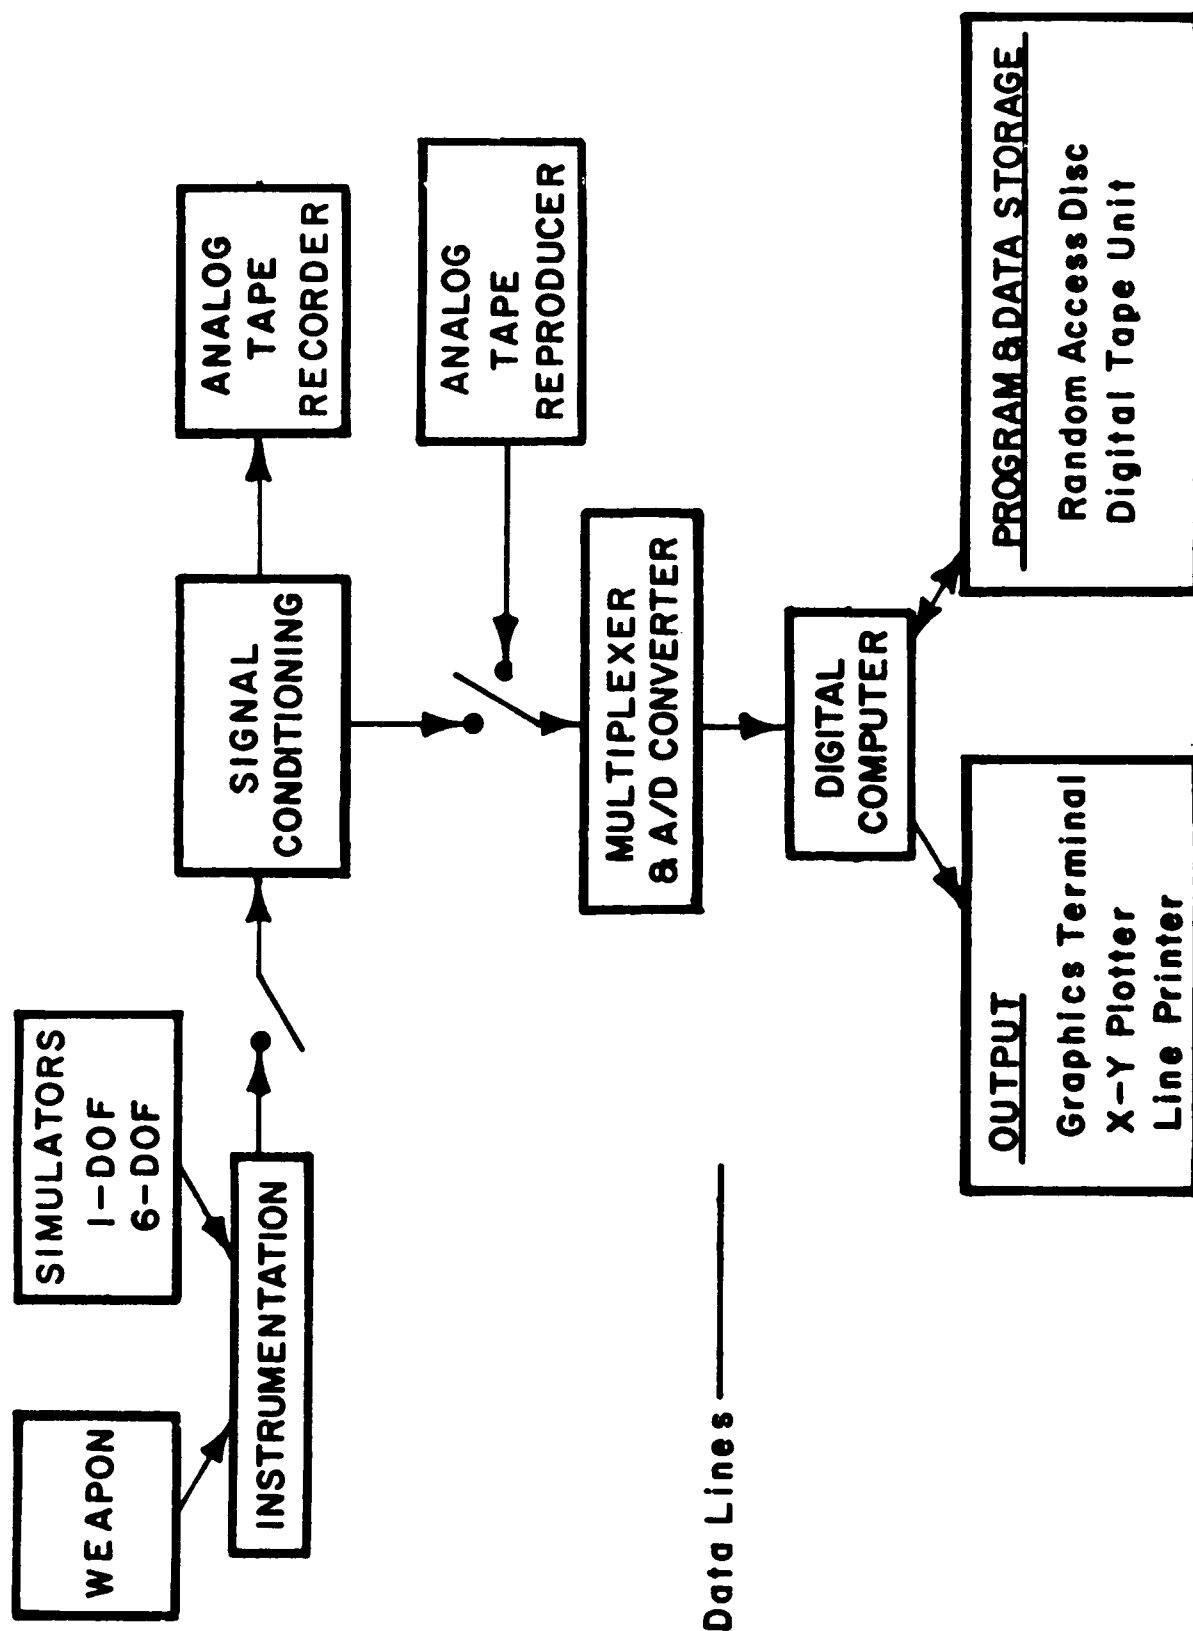 WEAPON
SIMULATORS
1-DOF
6-DOF
INSTRUMENTATION
SIGNAL
CONDITIONING
ANALOG
TAPE
RECORDER
ANALOG
TAPE
REPRODUCER
MULTIPLEXER
& A/D CONVERTER
Data Lines
DIGITAL
COMPUTER
OUTPUT
Graphics Terminal
X-Y Plotter
Line Printer
PROGRAM & DATA STORAGE
Random Access Disc
Digital Tape Unit